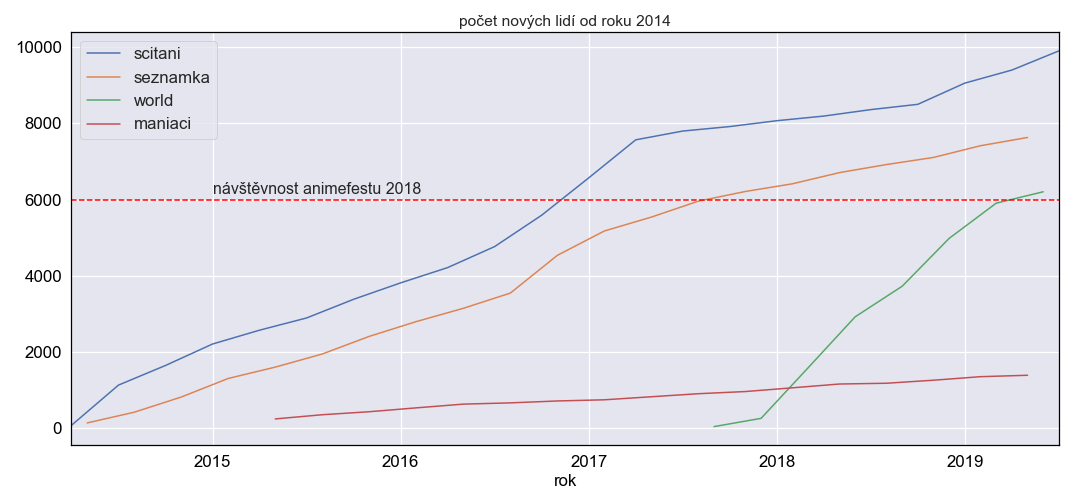 počet nových lidí od roku 2014
10000
8000
6000
4000
2000
0
scitani
seznamka
world
maniaci
návštěvnost animefestu 2018
2015
2016
2017
2018
2019
rok